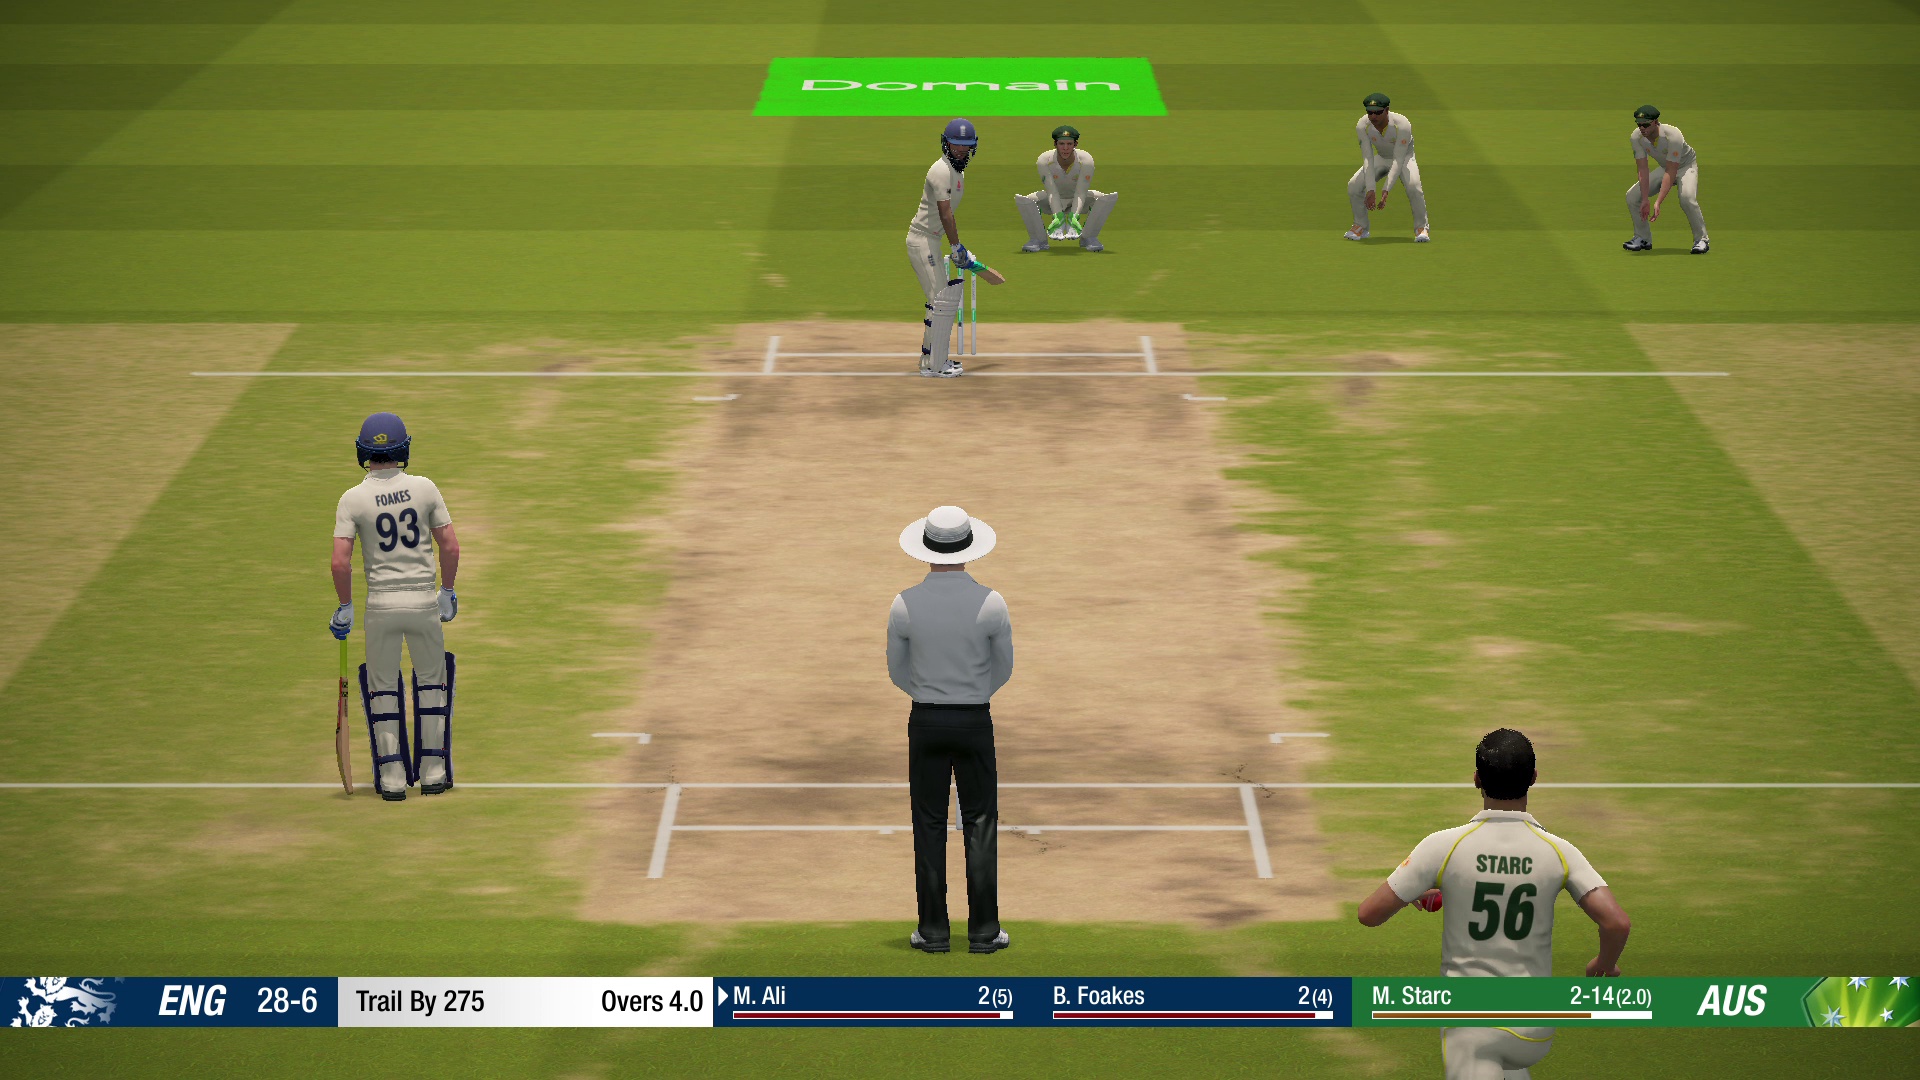 Domain
FOAKES
93
STARC
56
ENG 28-6 Trail By 275 Overs 4.0 M. Ali 2(5) B. Foakes 2(4) M. Starc 2-14(2.0) AUS